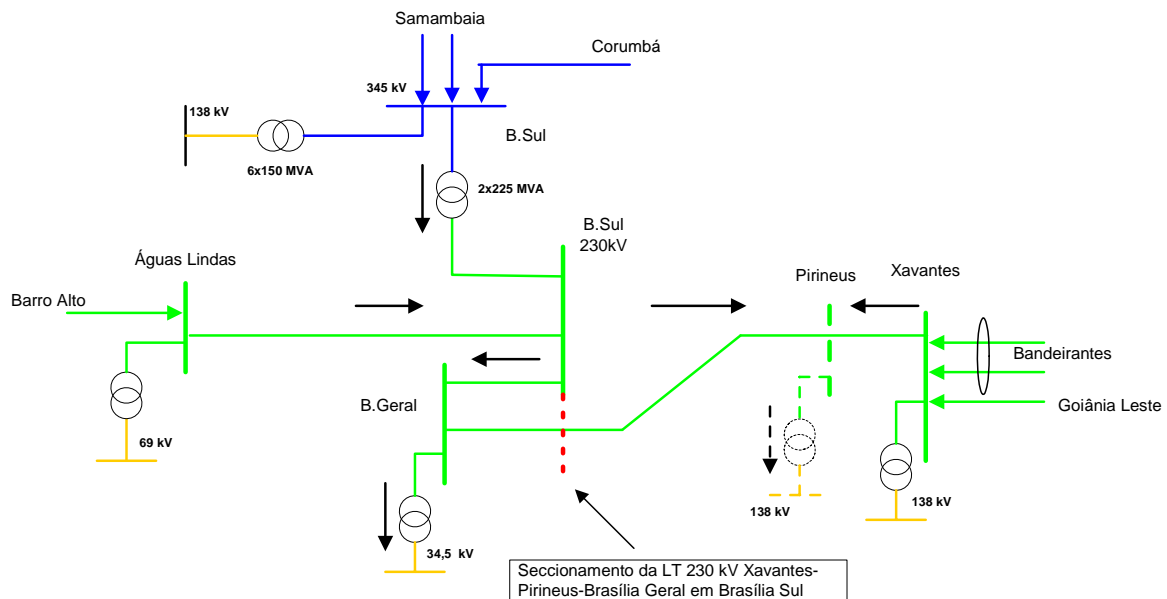 Samambaia
Corumbá
345 kV
138 kV
B.Sul
6x150 MVA
2x225 MVA
B.Sul
230kV
Águas Lindas
Pirineus
Xavantes
Barro Alto
Bandeirantes
B.Geral
Goiânia Leste
69 kV
138 kV
138 kV
34,5 kV
Seccionamento da LT 230 kV Xavantes-
Pirineus-Brasília Geral em Brasília Sul